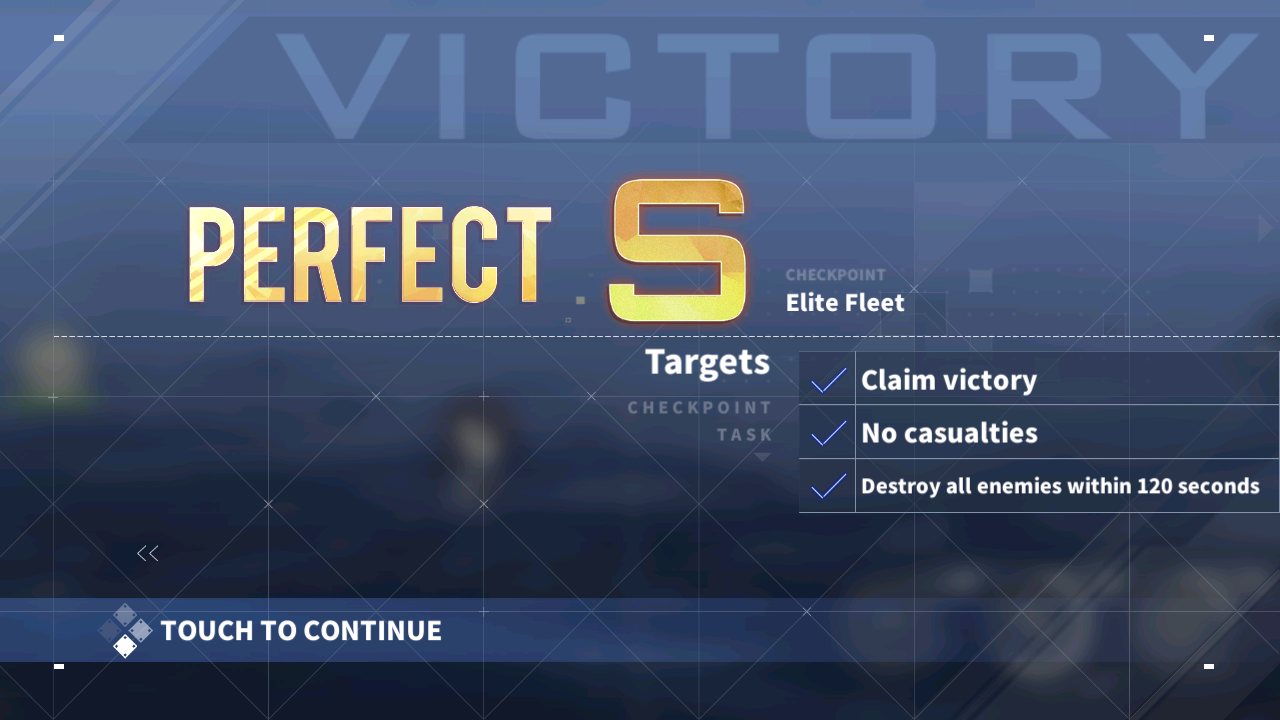 VICTORY
PERFECT S
CHECKPOINT
Elite Fleet
Targets
CHECKPOINT
TASK
Claim victory
No casualties
Destroy all enemies within 120 seconds
TOUCH TO CONTINUE